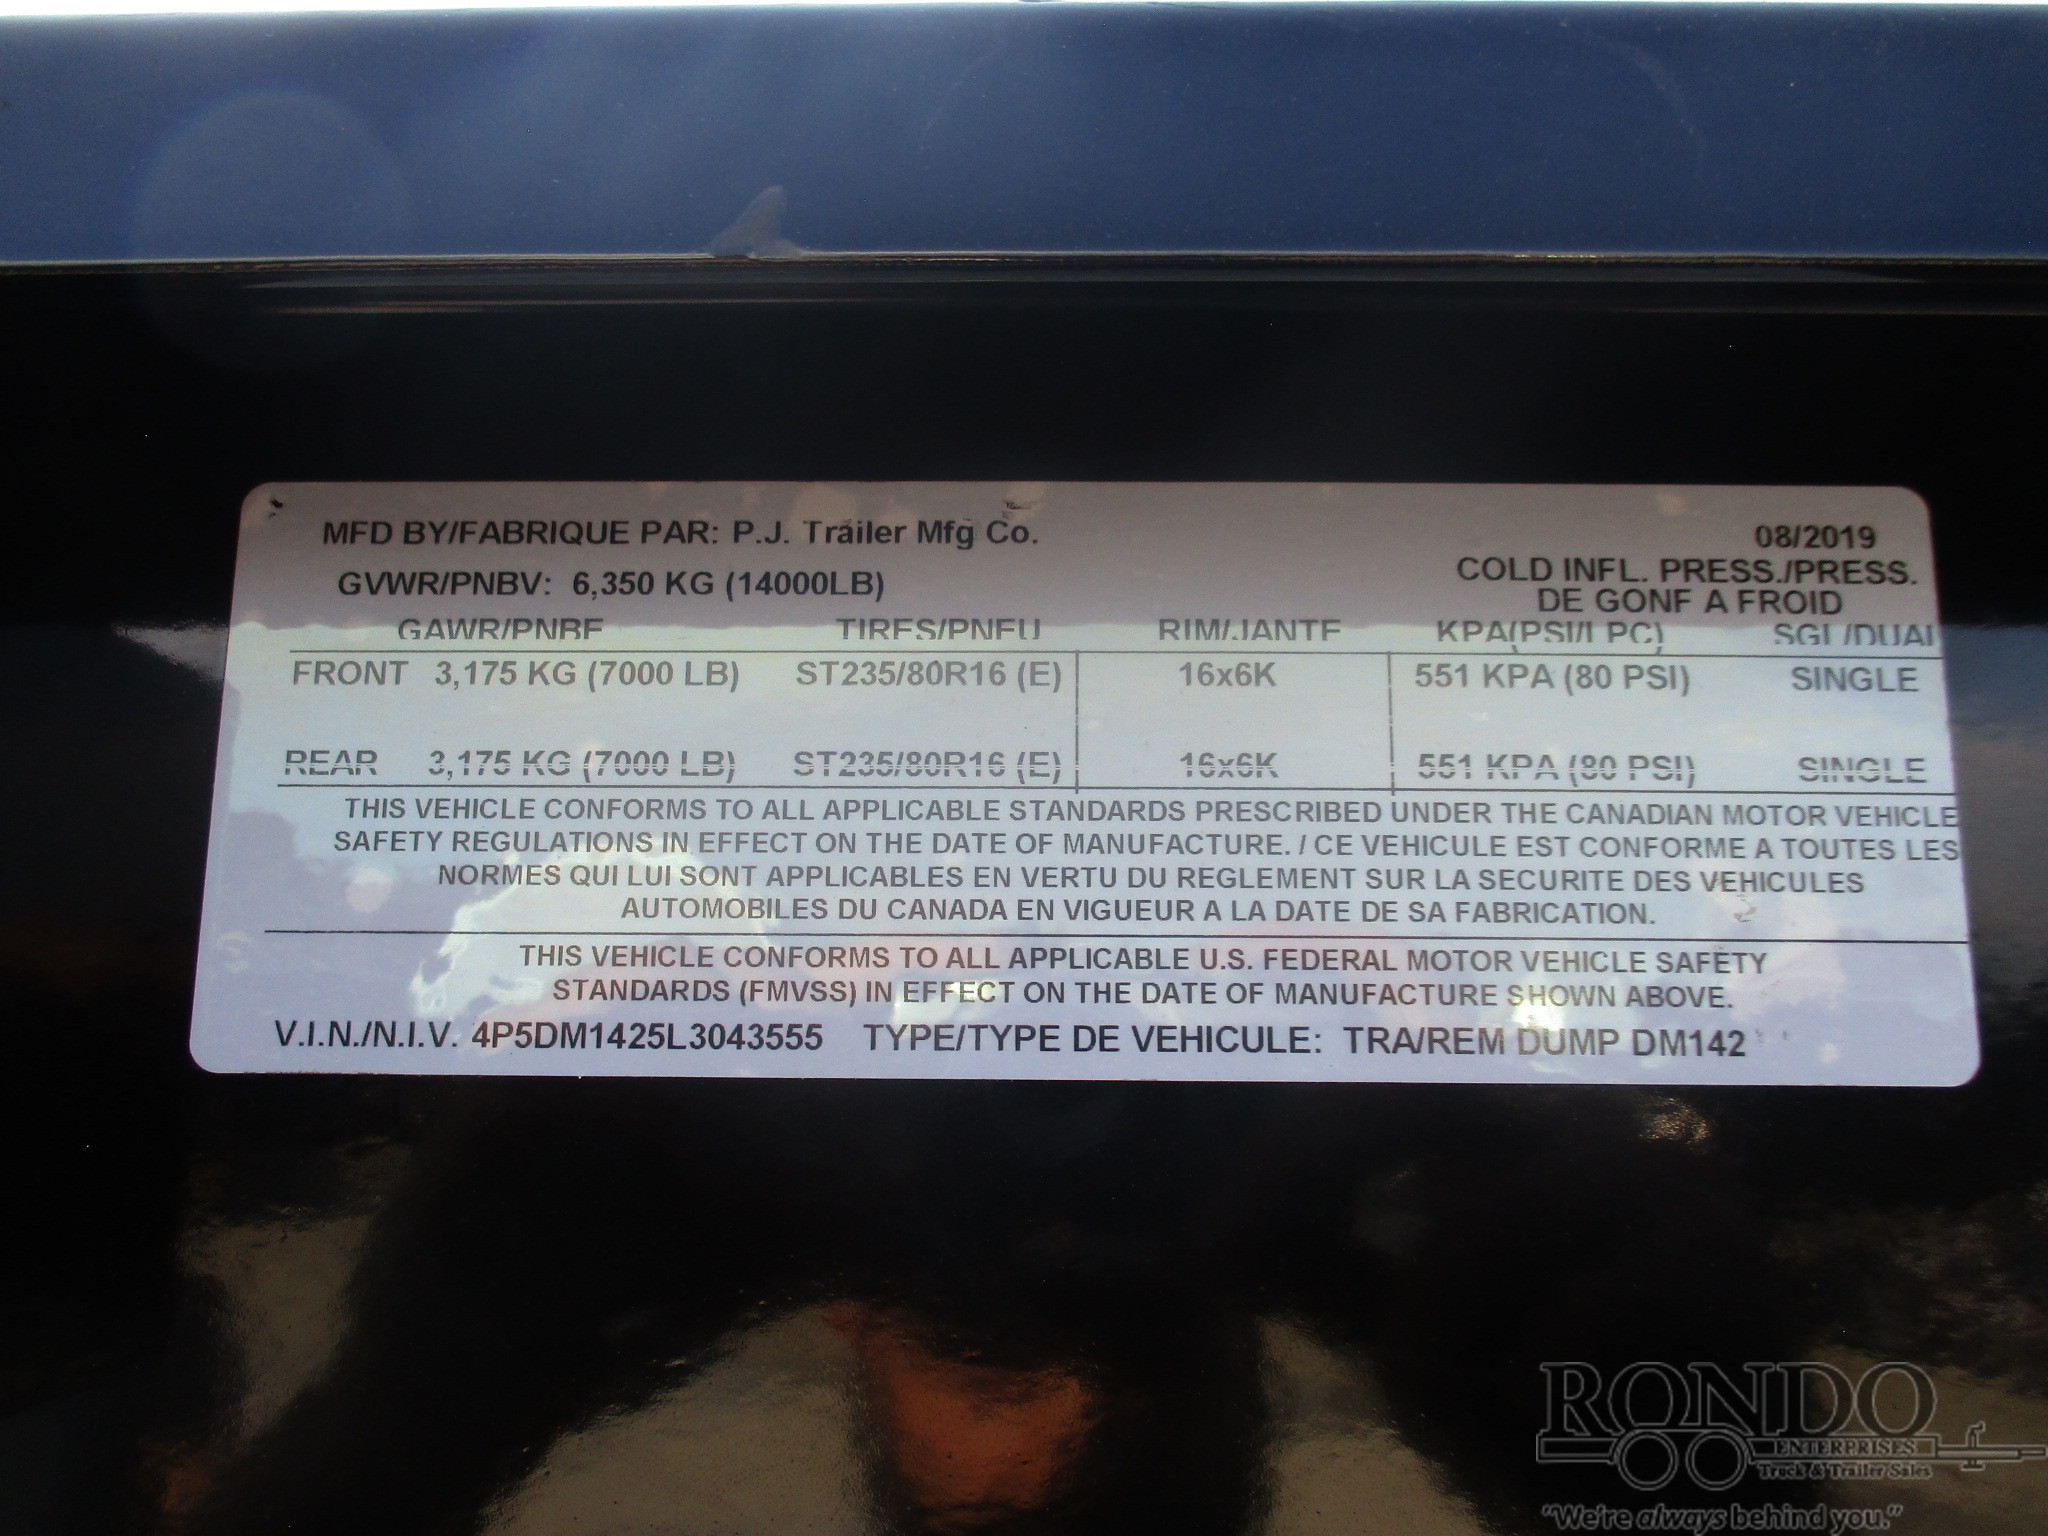 MFD BY/FABRIQUE PAR: P.J. Trailer Mfg Co. 08/2019
GVWR/PNBV: 6,350 KG (14000LB) COLD INFL. PRESS./PRESS.
DE GONF A FROID
GAWR/PNBE TIRES/PNEU RIM/JANTE KPA(PSI/LPC) SGL/DUAL
FRONT 3,175 KG (7000 LB) ST235/80R16 (E) 16x6K 551 KPA (80 PSI) SINGLE
REAR 3,175 KG (7000 LB) ST235/80R16 (E) 16x6K 551 KPA (80 PSI) SINGLE
THIS VEHICLE CONFORMS TO ALL APPLICABLE STANDARDS PRESCRIBED UNDER THE CANADIAN MOTOR VEHICLE
SAFETY REGULATIONS IN EFFECT ON THE DATE OF MANUFACTURE. / CE VEHICULE EST CONFORME A TOUTES LES
NORMES QUI LUI SONT APPLICABLES EN VERTU DU REGLEMENT SUR LA SECURITE DES VEHICULES
AUTOMOBILES DU CANADA EN VIGUEUR A LA DATE DE SA FABRICATION.
THIS VEHICLE CONFORMS TO ALL APPLICABLE U.S. FEDERAL MOTOR VEHICLE SAFETY
STANDARDS (FMVSS) IN EFFECT ON THE DATE OF MANUFACTURE SHOWN ABOVE.
V.I.N./N.I.V. 4P5DM1425L3043555 TYPE/TYPE DE VEHICULE: TRA/REM DUMP DM142
RONDO
ENTERPRISES
Truck & Trailer Sales
"We're always behind you."